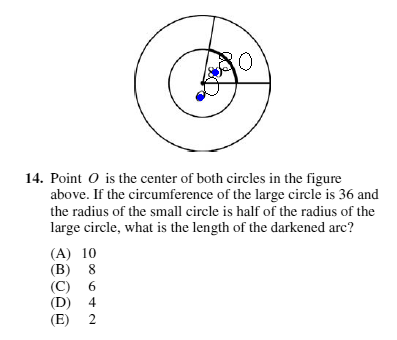 80
80°
O
14. Point O is the center of both circles in the figure
above. If the circumference of the large circle is 36 and
the radius of the small circle is half of the radius of the
large circle, what is the length of the darkened arc?
(A) 10
(B) 8
(C) 6
(D) 4
(E) 2